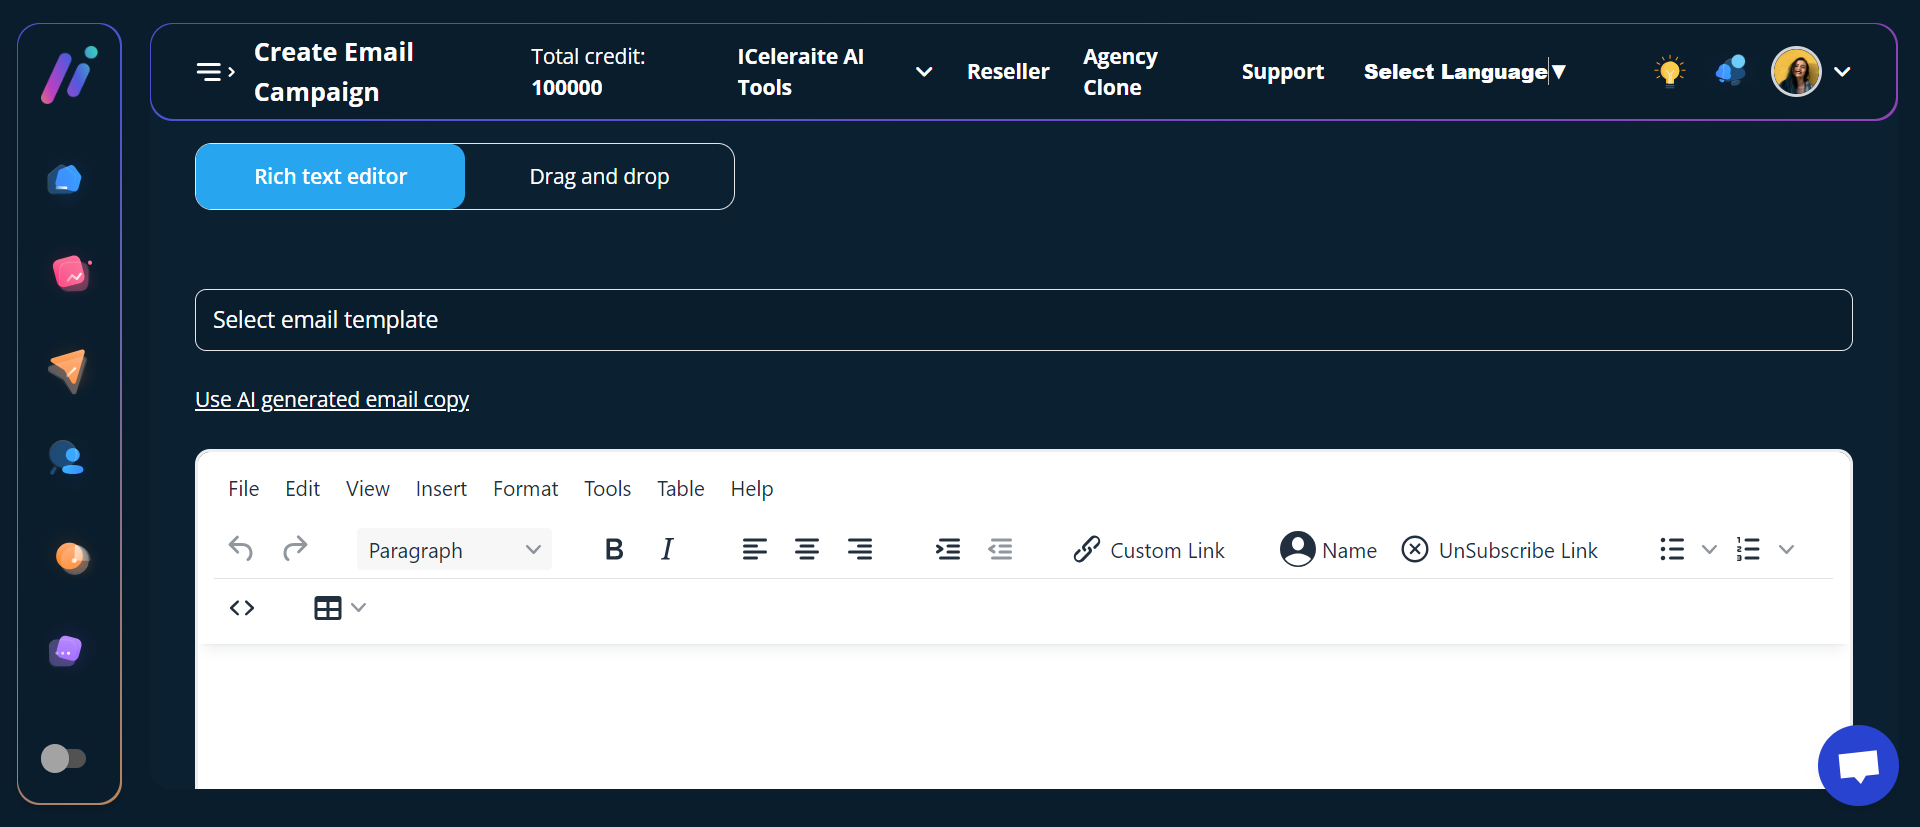 Create Email
Campaign
Total credit:
100000
ICeleraite AI
Tools
Reseller
Agency
Clone
Support
Select Language▼
Rich text editor
Drag and drop
Select email template
Use AI generated email copy
File Edit View Insert Format Tools Table Help
Paragraph B I Custom Link Name UnSubscribe Link